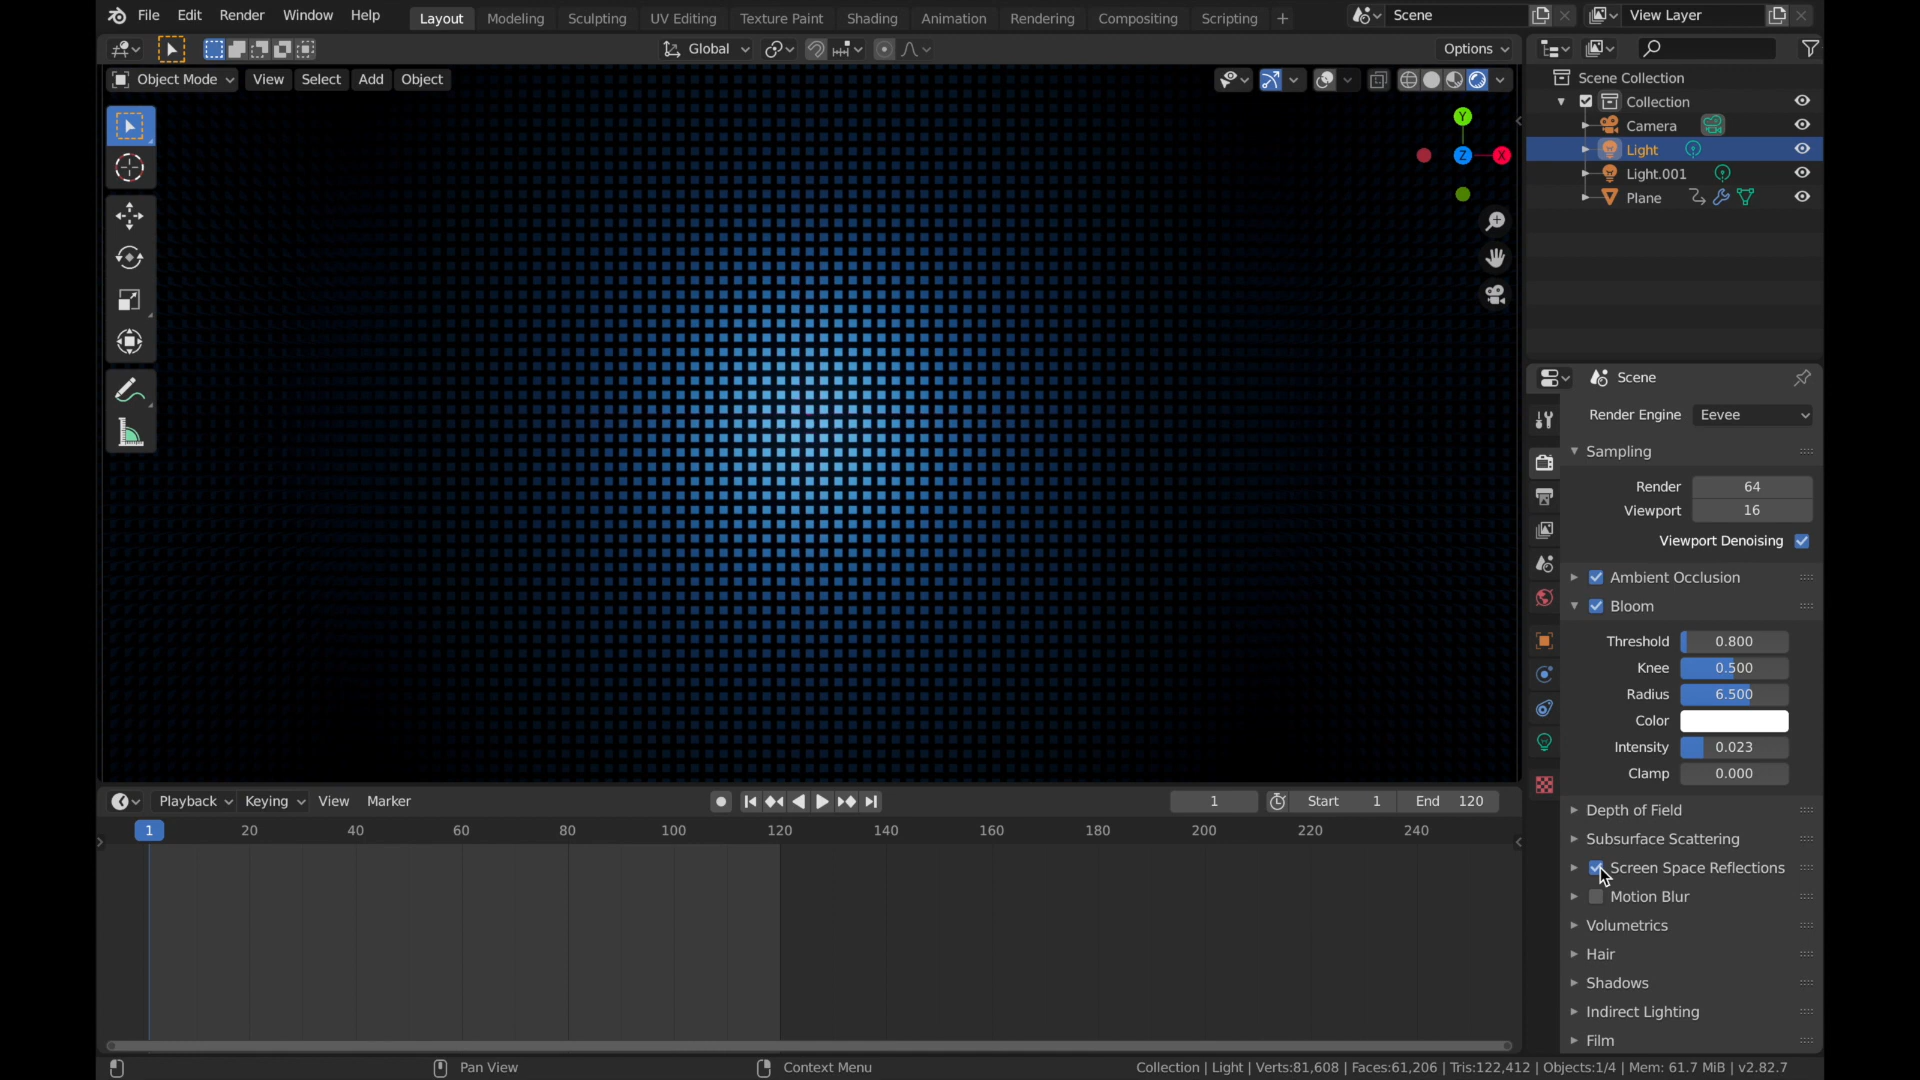 File Edit Render Window Help Layout Modeling Sculpting UV Editing Texture Paint Shading Animation Rendering Compositing Scripting + Scene View Layer
Global Options
Object Mode View Select Add Object
Y
Z X
Scene Collection
Collection
Camera
Light
Light.001
Plane
Scene
Render Engine Eevee
Sampling
Render 64
Viewport 16
Viewport Denoising
Ambient Occlusion
Bloom
Threshold 0.800
Knee 0.500
Radius 6.500
Color
Intensity 0.023
Clamp 0.000
Depth of Field
Subsurface Scattering
Screen Space Reflections
Motion Blur
Volumetrics
Hair
Shadows
Indirect Lighting
Film
Playback Keying View Marker 1 Start 1 End 120
1 20 40 60 80 100 120 140 160 180 200 220 240
Pan View Context Menu Collection | Light | Verts:81,608 | Faces:61,206 | Tris:122,412 | Objects:1/4 | Mem: 61.7 MiB | v2.82.7